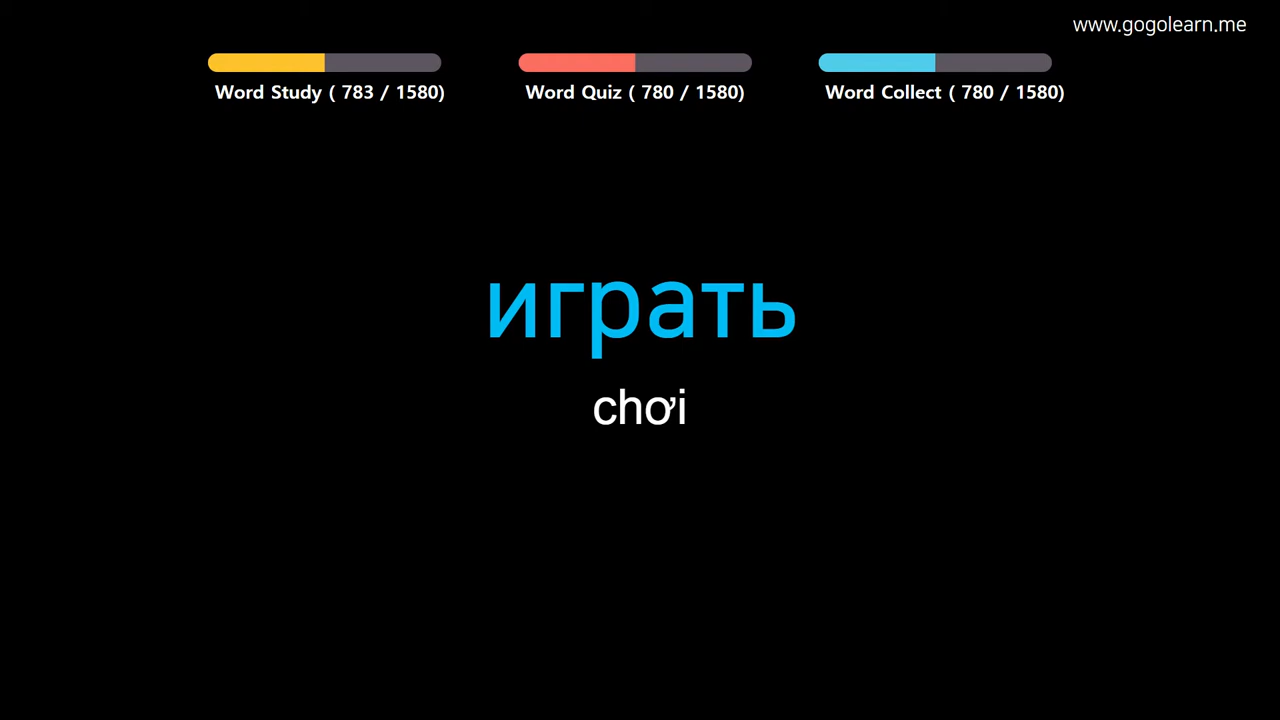 www.gogolearn.me
Word Study ( 783 / 1580)
Word Quiz ( 780 / 1580)
Word Collect ( 780 / 1580)
играть
chơi